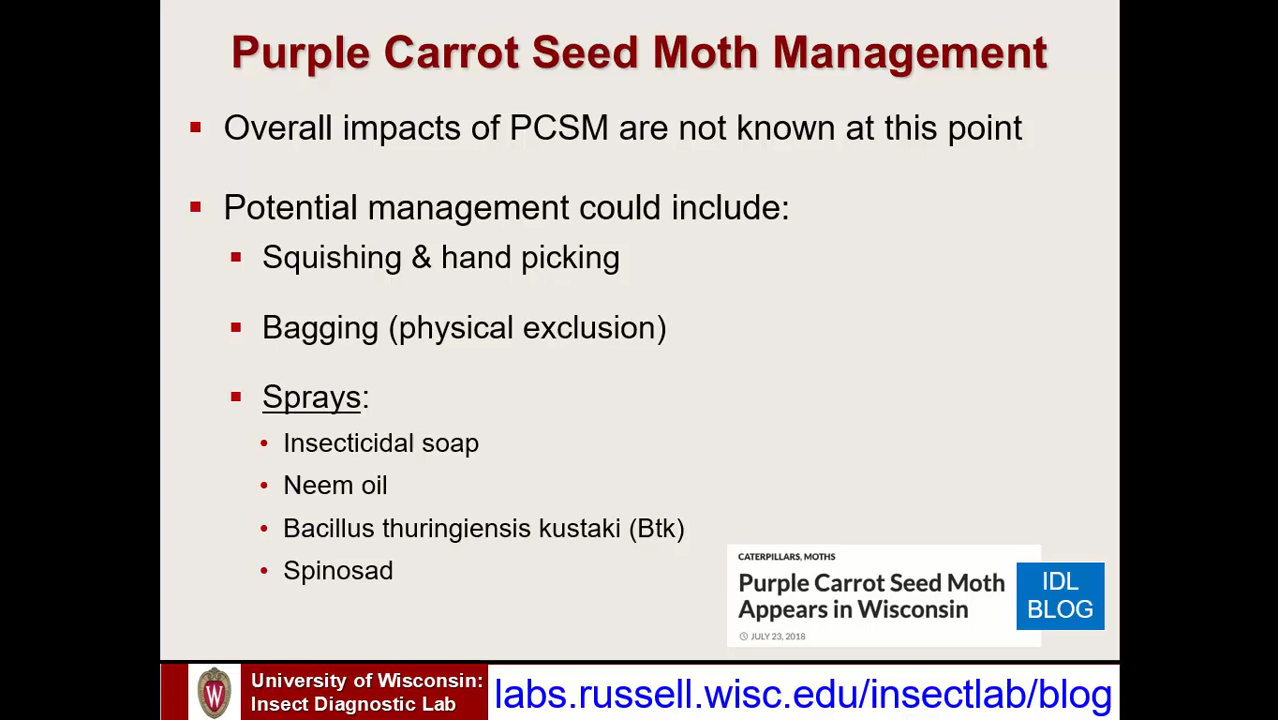 Purple Carrot Seed Moth Management
Overall impacts of PCSM are not known at this point
Potential management could include:
Squishing & hand picking
Bagging (physical exclusion)
Sprays:
Insecticidal soap
Neem oil
Bacillus thuringiensis kustaki (Btk)
Spinosad
CATERPILLARS, MOTHS
Purple Carrot Seed Moth
Appears in Wisconsin
JULY 23, 2018
IDL
BLOG
W
University of Wisconsin:
Insect Diagnostic Lab
labs.russell.wisc.edu/insectlab/blog